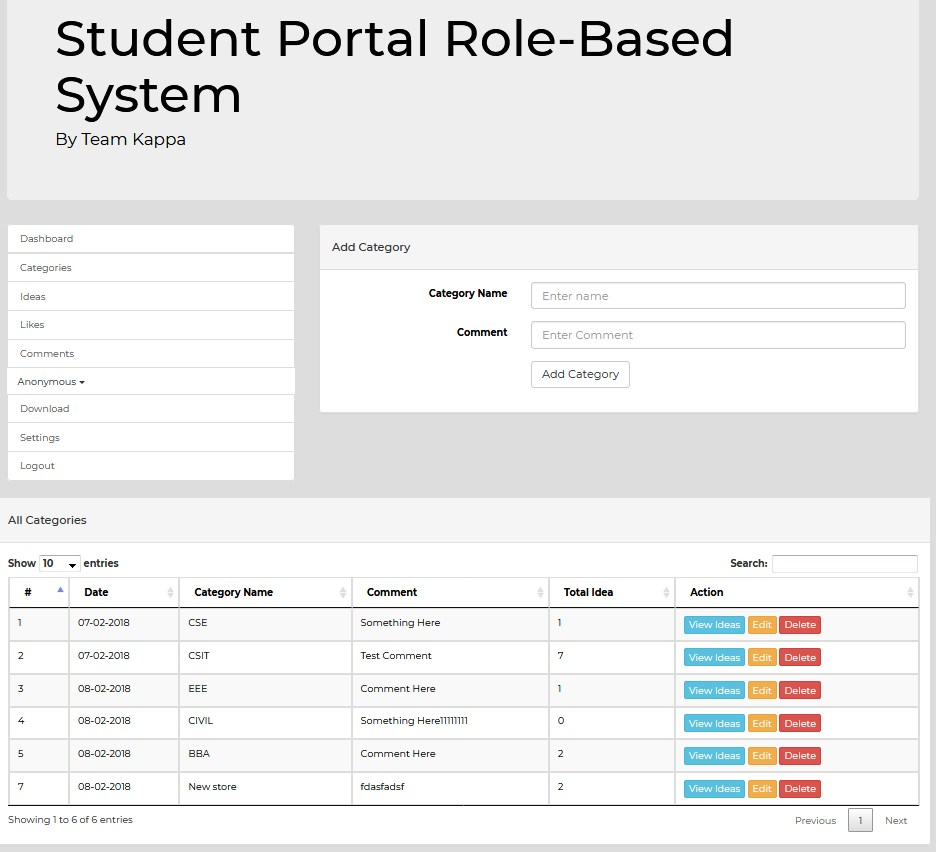 Student Portal Role-Based
System
By Team Kappa
Dashboard
Categories
Ideas
Likes
Comments
Anonymous
Download
Settings
Logout
Add Category
Category Name Enter name
Comment Enter Comment
Add Category
All Categories
Show 10 entries Search:
# Date Category Name Comment Total Idea Action
1 07-02-2018 CSE Something Here 1 View Ideas Edit Delete
2 07-02-2018 CSIT Test Comment 7 View Ideas Edit Delete
3 08-02-2018 EEE Comment Here 1 View Ideas Edit Delete
4 08-02-2018 CIVIL Something Here11111111 0 View Ideas Edit Delete
5 08-02-2018 BBA Comment Here 2 View Ideas Edit Delete
7 08-02-2018 New store fdasfadsf 2 View Ideas Edit Delete
Showing 1 to 6 of 6 entries Previous 1 Next